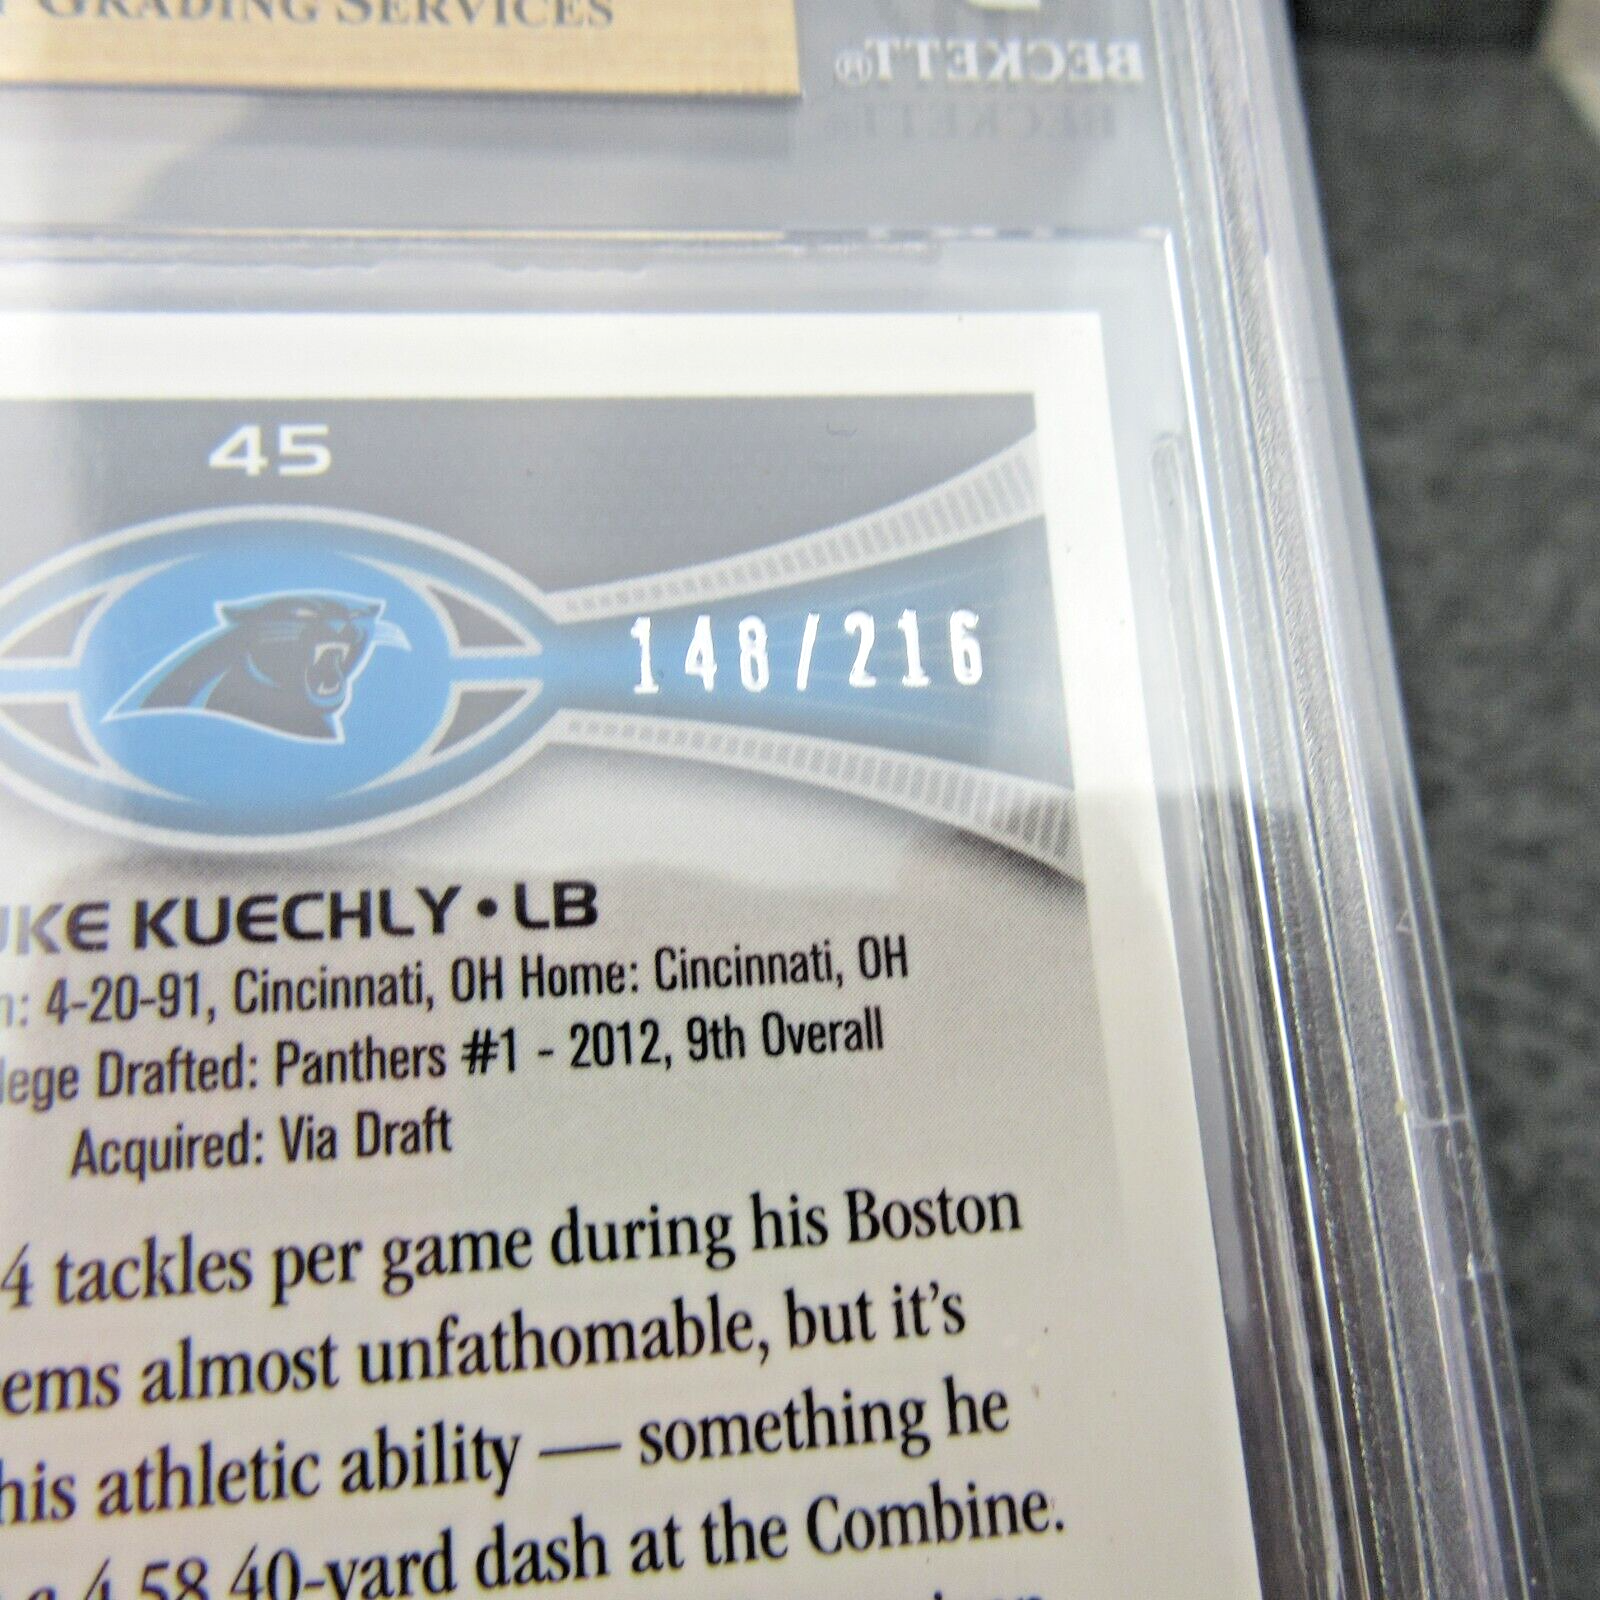 GRADING SERVICES
BECKETT®
45
148/216
KUECHLY • LB
4-20-91, Cincinnati, OH Home: Cincinnati, OH
Drafted: Panthers #1 - 2012, 9th Overall
Acquired: Via Draft
4 tackles per game during his Boston
ems almost unfathomable, but it's
his athletic ability — something he
4.58 40-yard dash at the Combine.